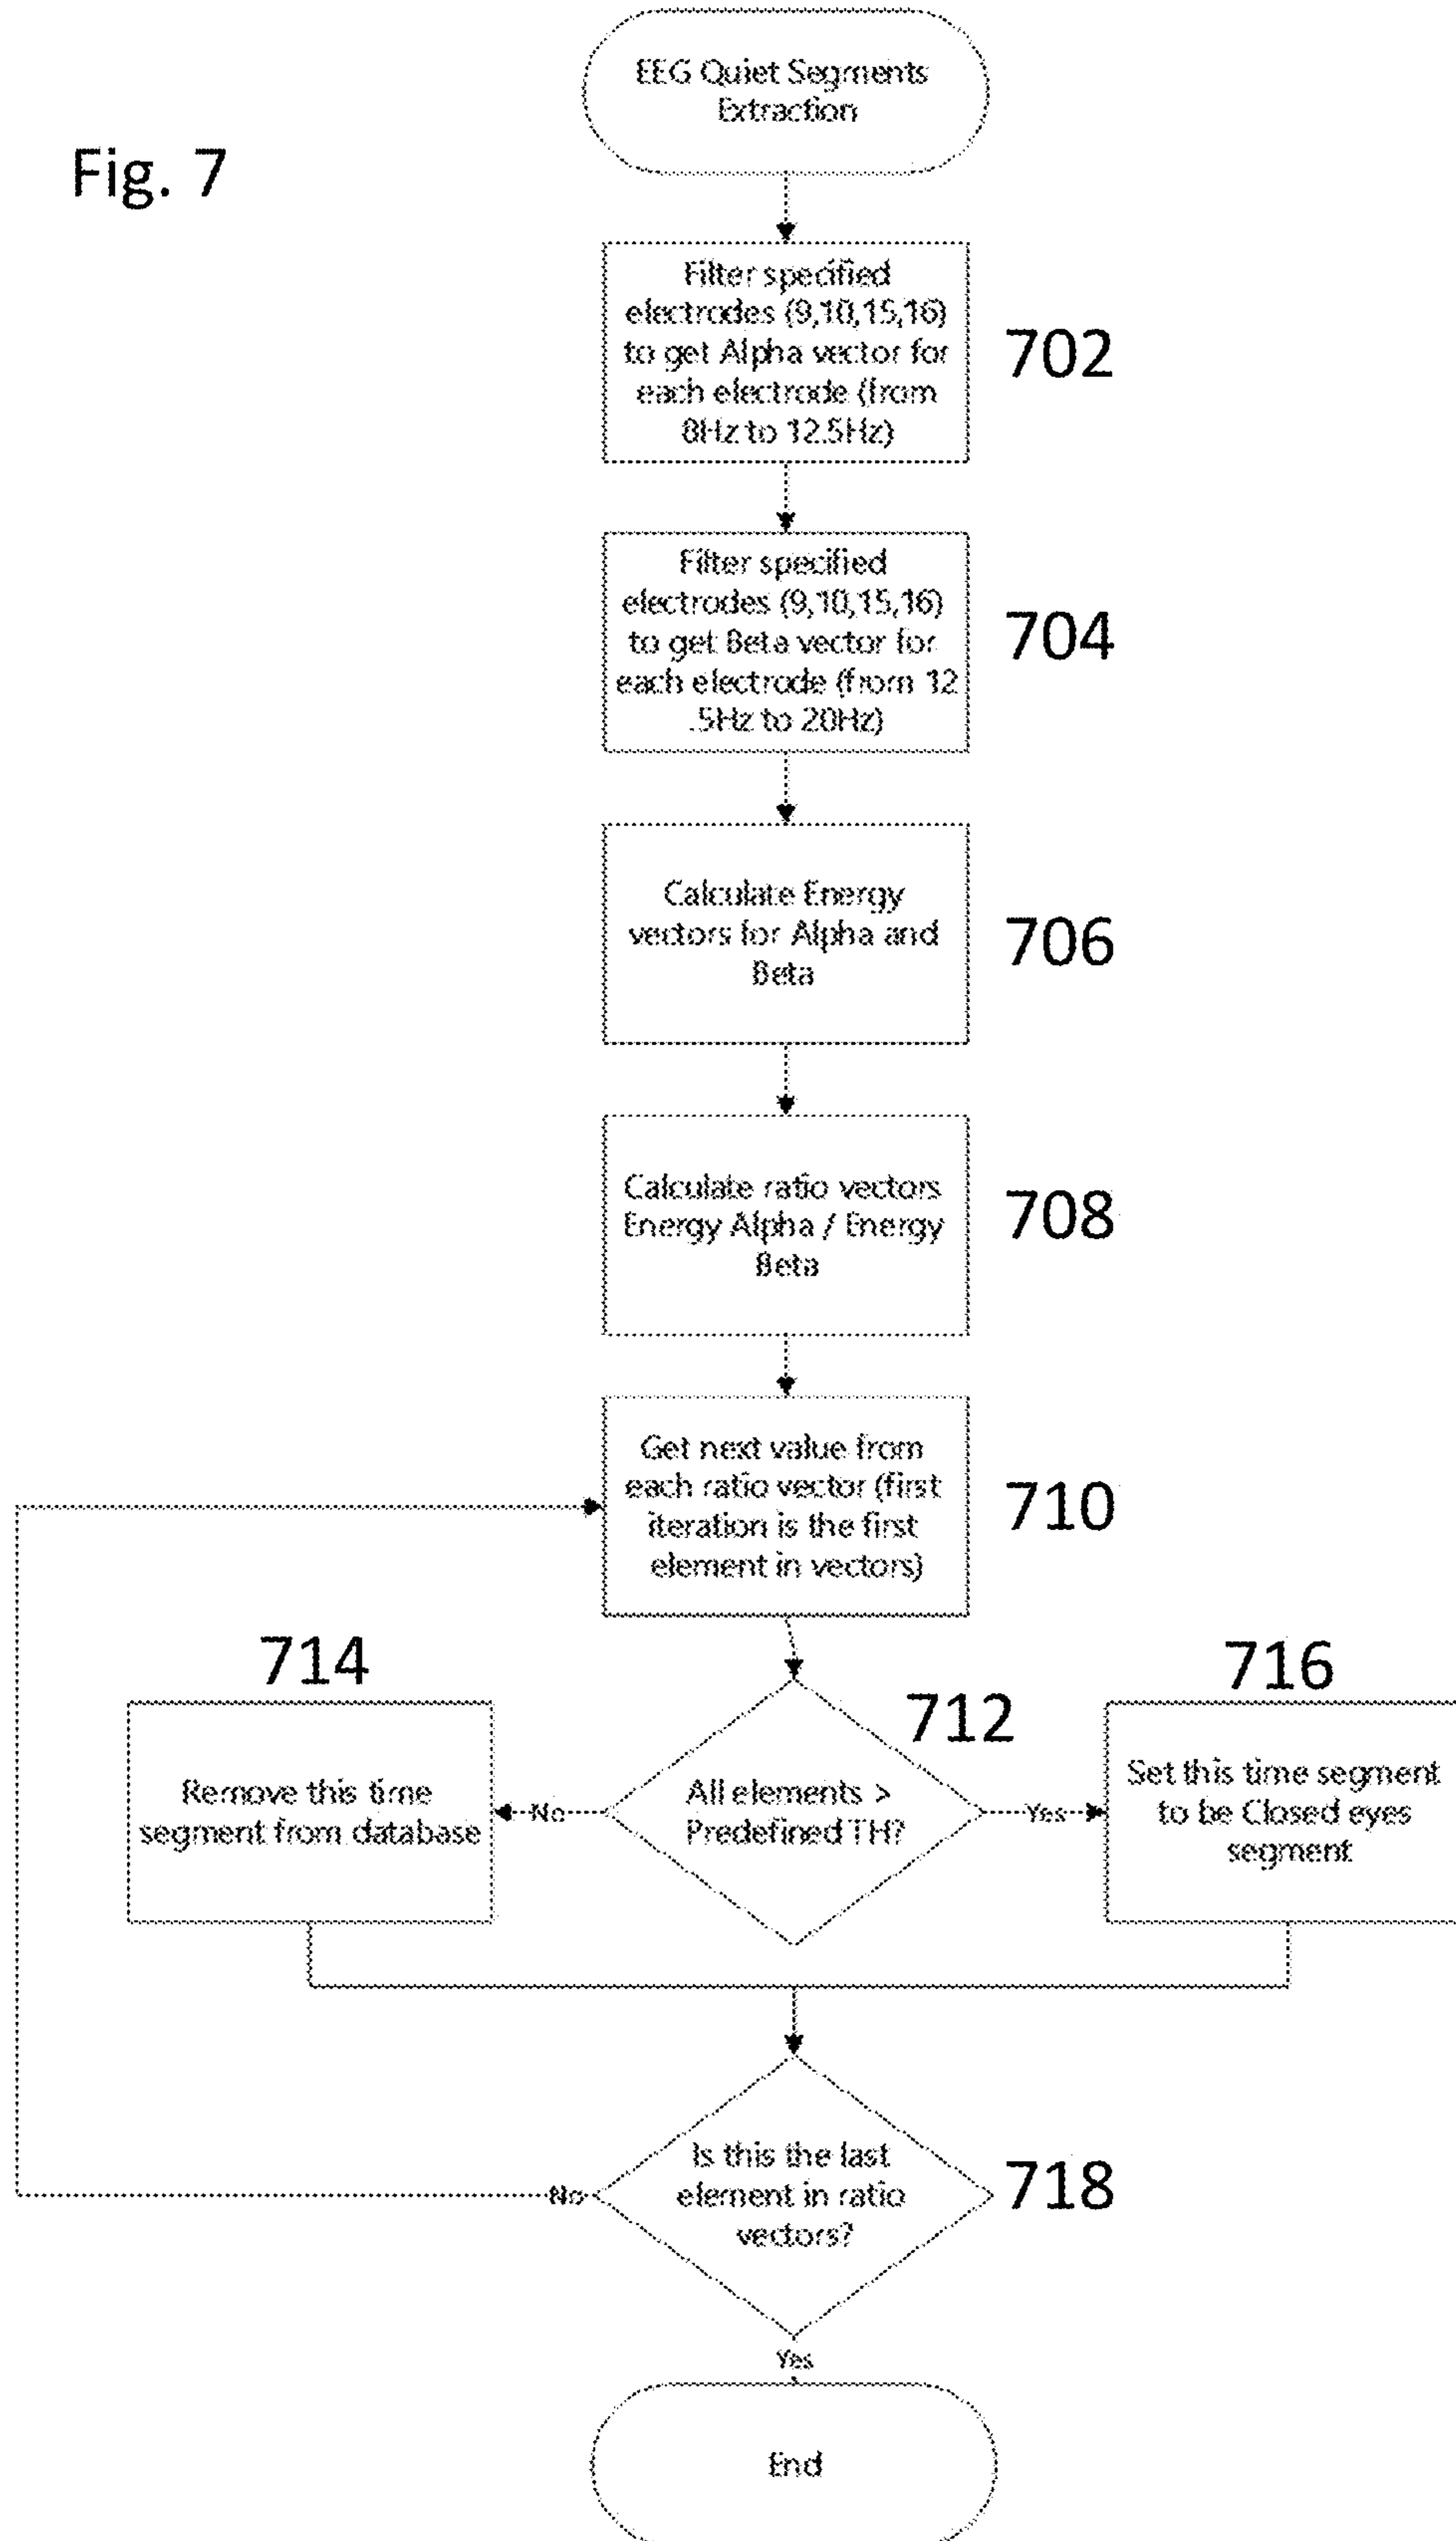 EEG Quiet Segments
Extraction
Fig. 7
Filter specified
electrodes (9,10,15,16)
to get Alpha vector for
each electrode (from
8Hz to 12.5Hz)
702
Filter specified
electrodes (9,10,15,16)
to get Beta vector for
each electrode (from 12
.5Hz to 20Hz)
704
Calculate Energy
vectors for Alpha and
Beta
706
Calculate ratio vectors
Energy Alpha / Energy
Beta
708
Get next value from
each ratio vector (first
iteration is the first
element in vectors)
710
714
Remove this time
segment from database
No
712
All elements >
Predefined TH?
Yes
716
Set this time segment
to be Closed eyes
segment
No
Is this the last
element in ratio
vectors?
718
Yes
End